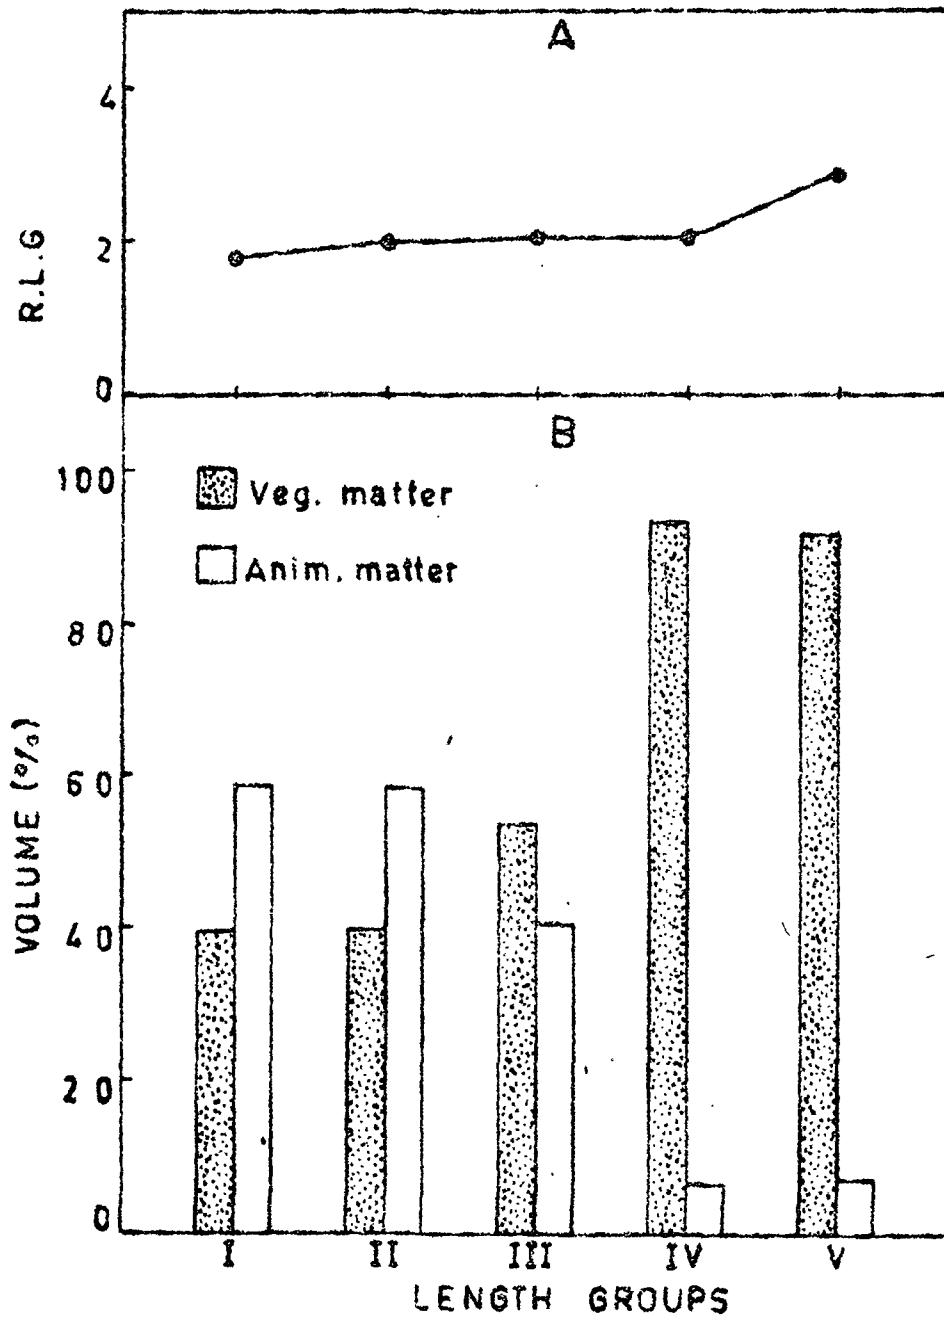 A
4
2
0
R.L.G
B
100
80
60
40
20
0
VOLUME (%)
Veg. matter
Anim. matter
I II III IV V
LENGTH GROUPS